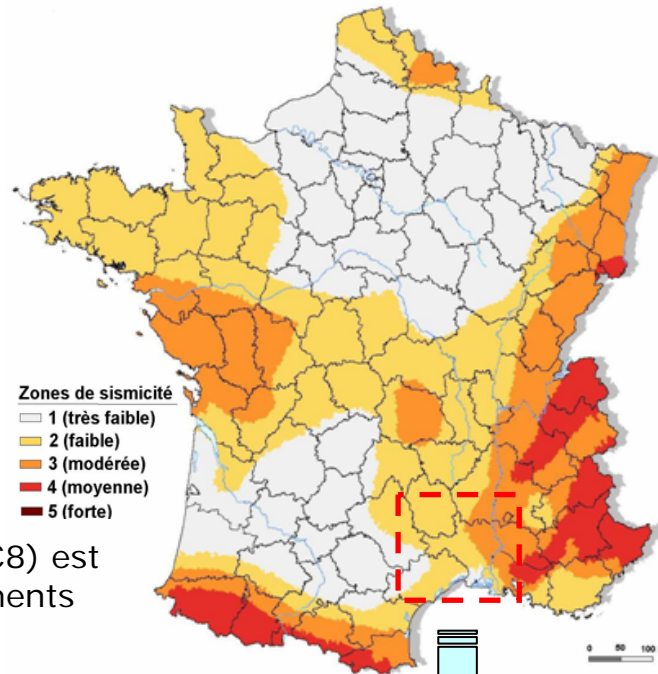 Zones de sismicité
1 (très faible)
2 (faible)
3 (modérée)
4 (moyenne)
5 (forte)
C8) est
ments
0 50 100